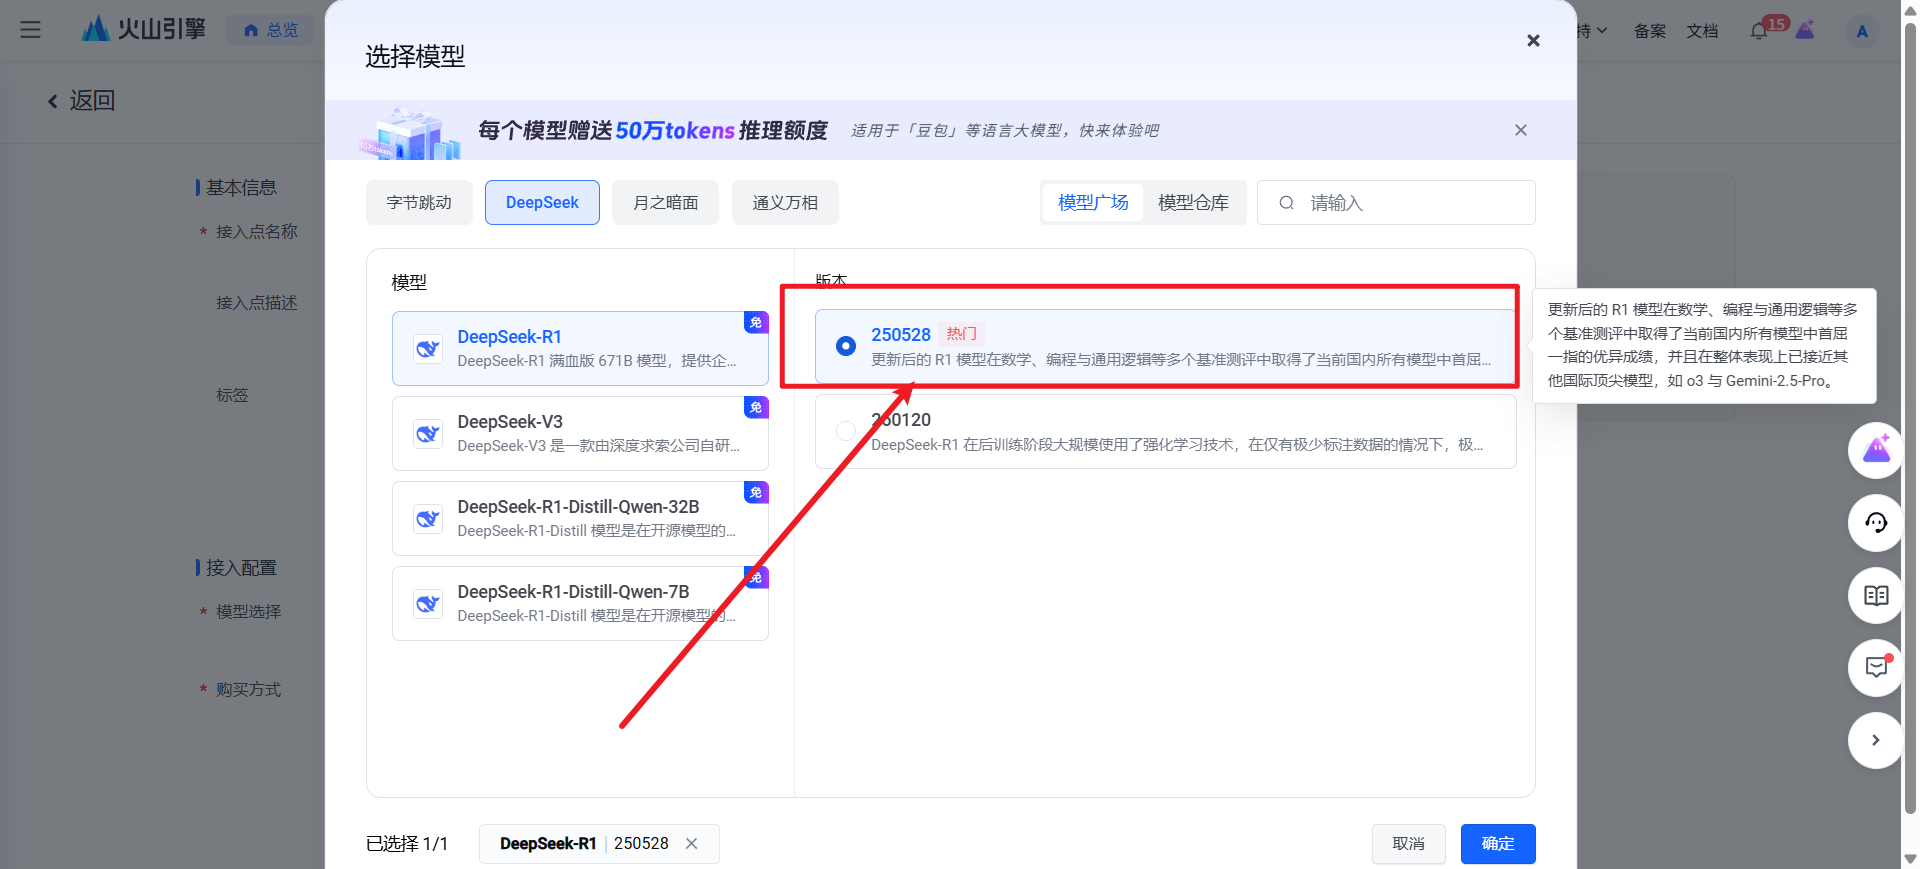 火山引擎
总览
持
备案
文档
15
A
返回
基本信息
* 接入点名称
接入点描述
标签
接入配置
* 模型选择
* 购买方式
选择模型
每个模型赠送 50万tokens 推理额度
适用于「豆包」等语言大模型，快来体验吧
字节跳动
DeepSeek
月之暗面
通义万相
模型广场
模型仓库
请输入
模型
DeepSeek-R1
免
DeepSeek-R1 满血版 671B 模型，提供企...
DeepSeek-V3
免
DeepSeek-V3 是一款由深度求索公司自研...
DeepSeek-R1-Distill-Qwen-32B
免
DeepSeek-R1-Distill 模型是在开源模型的...
DeepSeek-R1-Distill-Qwen-7B
免
DeepSeek-R1-Distill 模型是在开源模型的...
版本
250528 热门
更新后的 R1 模型在数学、编程与通用逻辑等多个基准测评中取得了当前国内所有模型中首屈...
250120
DeepSeek-R1 在后训练阶段大规模使用了强化学习技术，在仅有极少标注数据的情况下，极...
更新后的 R1 模型在数学、编程与通用逻辑等多
个基准测评中取得了当前国内所有模型中首屈
一指的优异成绩，并且在整体表现上已接近其
他国际顶尖模型，如 o3 与 Gemini-2.5-Pro。
已选择 1/1
DeepSeek-R1 | 250528
取消
确定